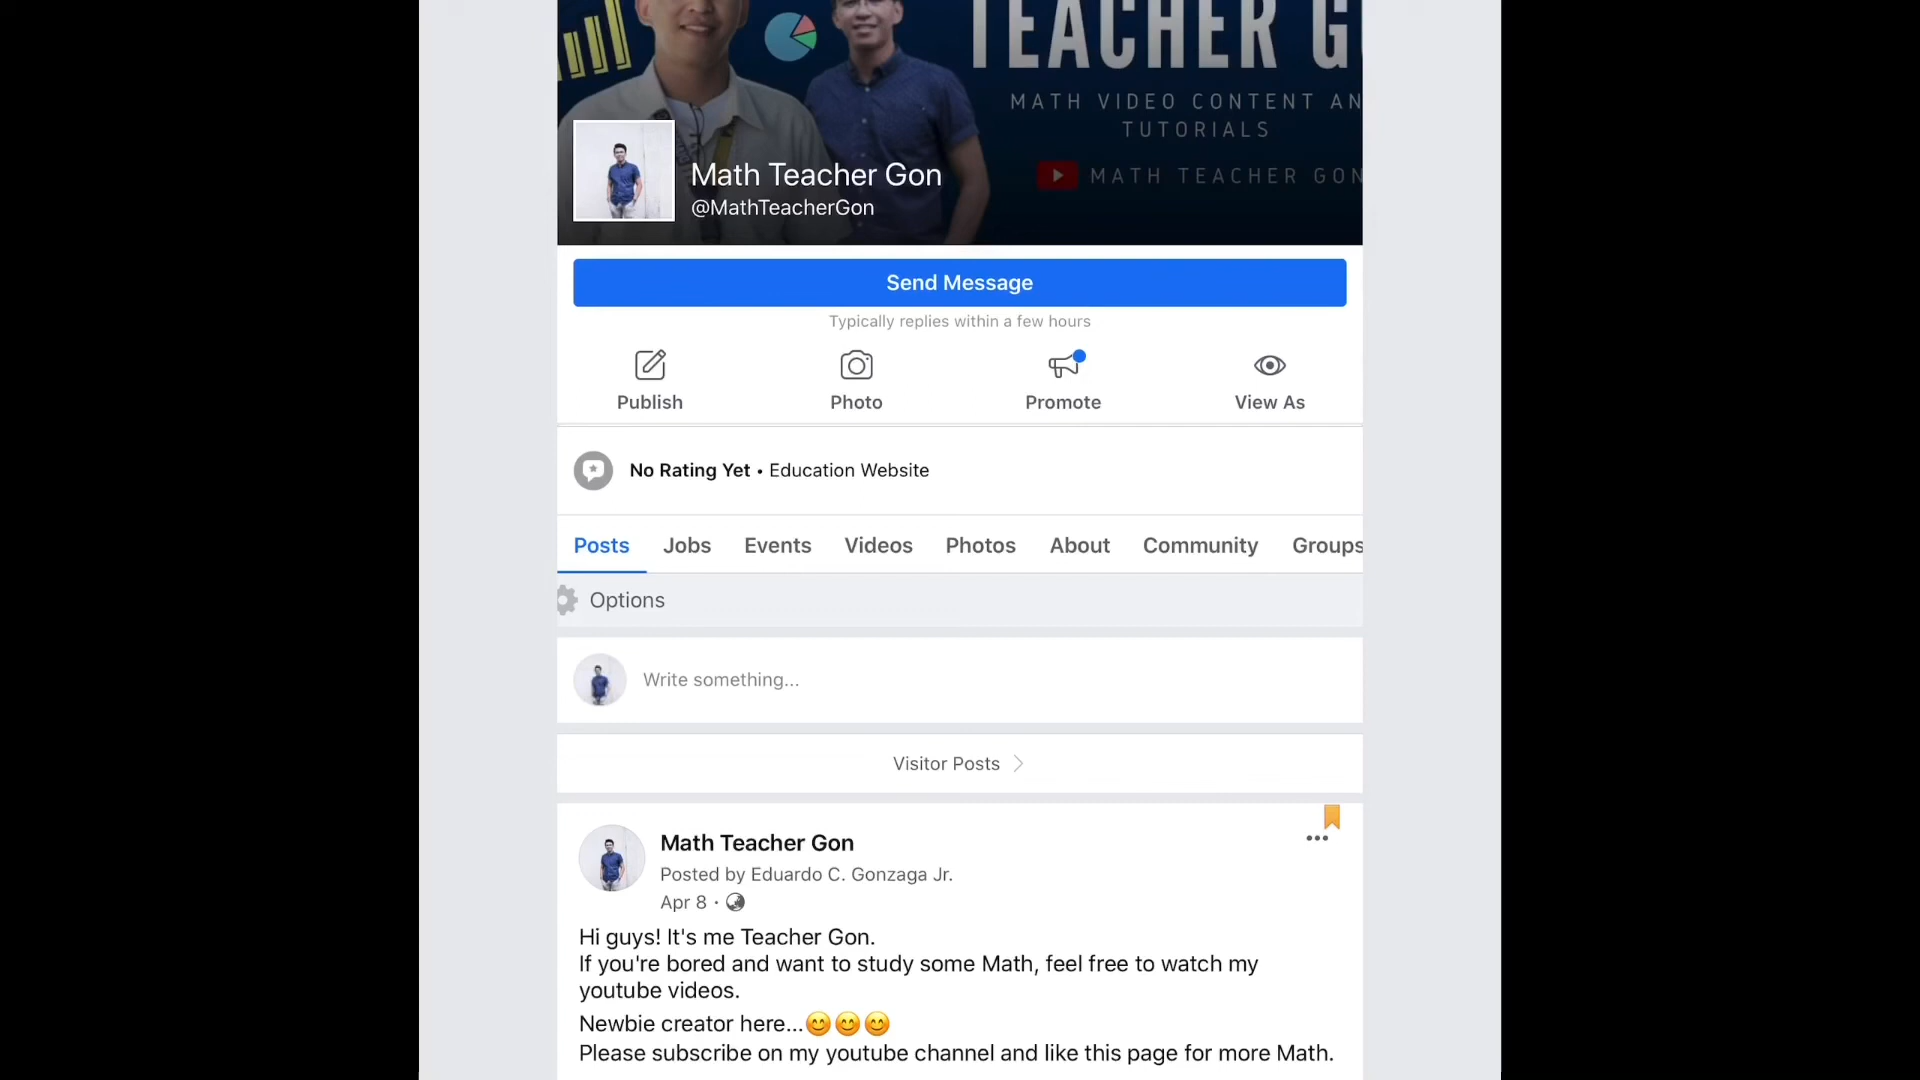 TEACHER G
MATH VIDEO CONTENT AN
TUTORIALS
MATH TEACHER GON
Math Teacher Gon
@MathTeacherGon
Send Message
Typically replies within a few hours
Publish
Photo
Promote
View As
No Rating Yet • Education Website
Posts
Jobs
Events
Videos
Photos
About
Community
Groups
Options
Write something...
Visitor Posts
Math Teacher Gon
Posted by Eduardo C. Gonzaga Jr.
Apr 8 ·
Hi guys! It's me Teacher Gon.
If you're bored and want to study some Math, feel free to watch my
youtube videos.
Newbie creator here...😊😊😊
Please subscribe on my youtube channel and like this page for more Math.